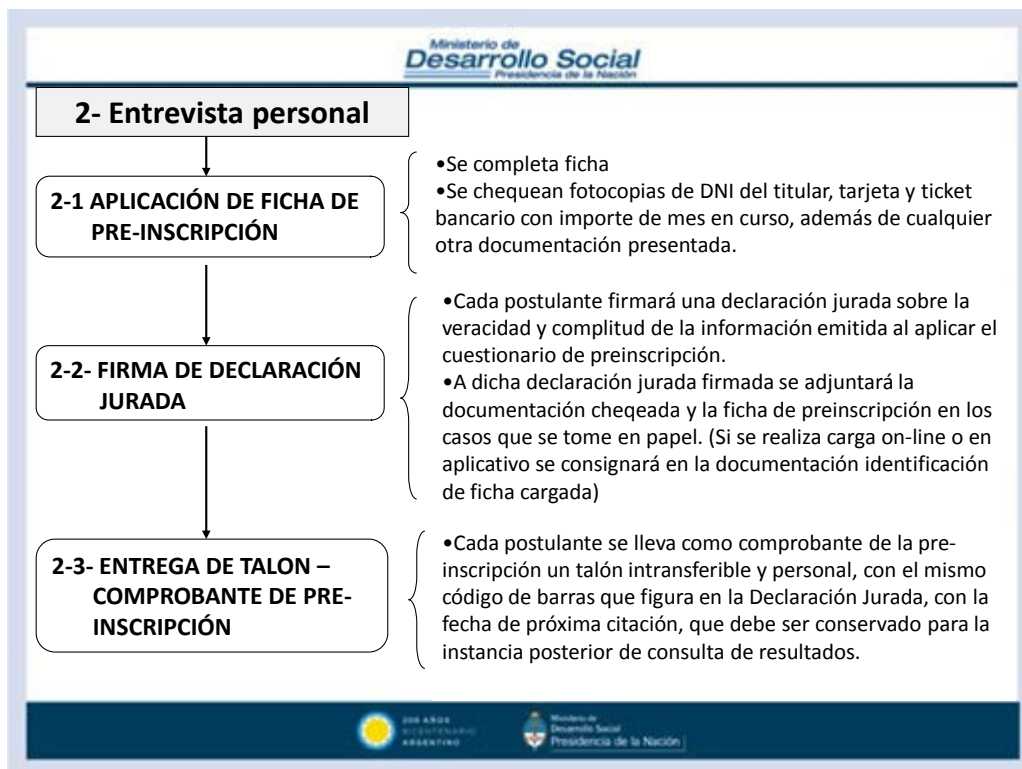 Ministerio de
Desarrollo Social
Presidencia de la Nación
2- Entrevista personal
2-1 APLICACIÓN DE FICHA DE
PRE-INSCRIPCIÓN
•Se completa ficha
•Se chequean fotocopias de DNI del titular, tarjeta y ticket
bancario con importe de mes en curso, además de cualquier
otra documentación presentada.
2-2- FIRMA DE DECLARACIÓN
JURADA
•Cada postulante firmará una declaración jurada sobre la
veracidad y complitud de la información emitida al aplicar el
cuestionario de preinscripción.
•A dicha declaración jurada firmada se adjuntará la
documentación cheqeada y la ficha de preinscripción en los
casos que se tome en papel. (Si se realiza carga on-line o en
aplicativo se consignará en la documentación identificación
de ficha cargada)
2-3- ENTREGA DE TALON –
COMPROBANTE DE PRE-
INSCRIPCIÓN
•Cada postulante se lleva como comprobante de la pre-
inscripción un talón intransferible y personal, con el mismo
código de barras que figura en la Declaración Jurada, con la
fecha de próxima citación, que debe ser conservado para la
instancia posterior de consulta de resultados.
200 AÑOS
BICENTENARIO
ARGENTINO
Ministerio de
Desarrollo Social
Presidencia de la Nación